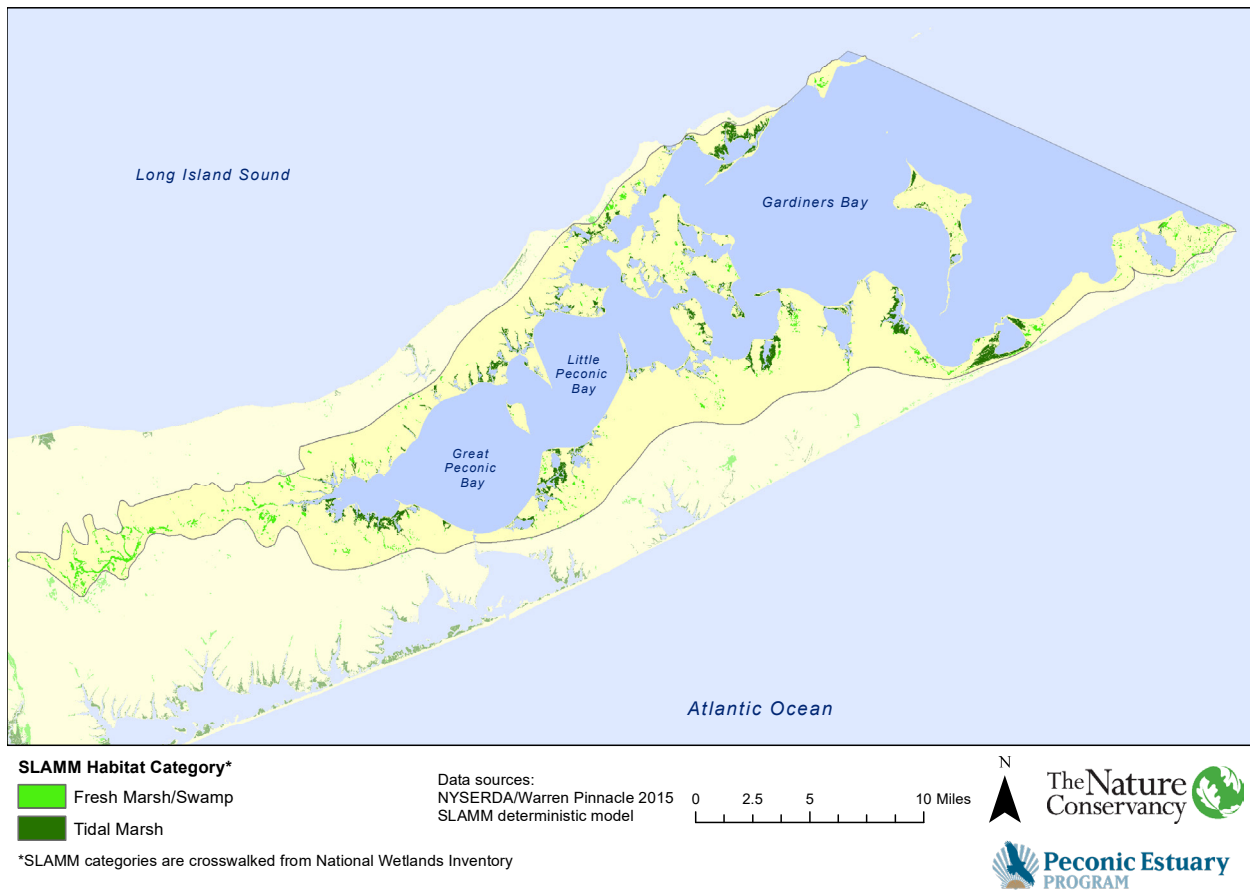 Long Island Sound
Gardiners Bay
Little
Peconic
Bay
Great
Peconic
Bay
Atlantic Ocean
SLAMM Habitat Category*
Fresh Marsh/Swamp
Tidal Marsh
*SLAMM categories are crosswalked from National Wetlands Inventory
Data sources:
NYSERDA/Warren Pinnacle 2015
SLAMM deterministic model
0 2.5 5 10 Miles
N
The Nature
Conservancy
Peconic Estuary
PROGRAM